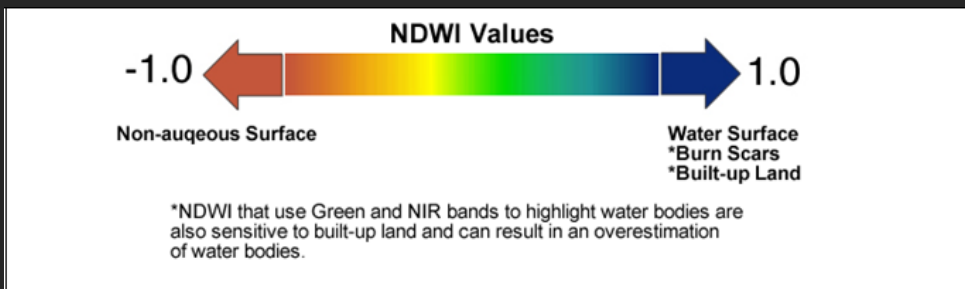 NDWI Values
-1.0
1.0
Non-auqeous Surface
Water Surface
*Burn Scars
*Built-up Land
*NDWI that use Green and NIR bands to highlight water bodies are
also sensitive to built-up land and can result in an overestimation
of water bodies.